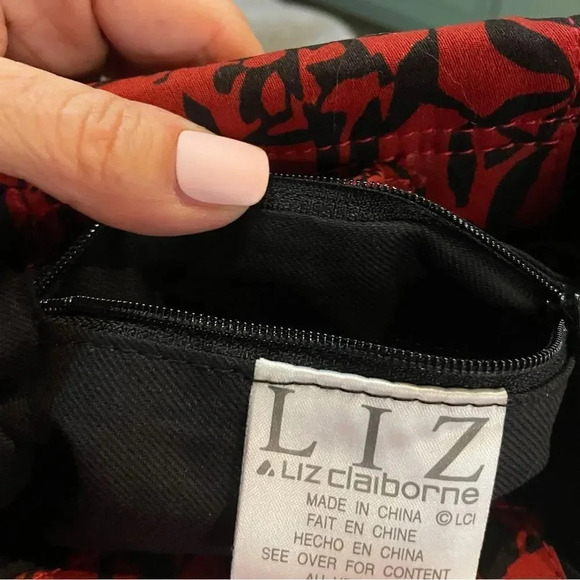 LIZ
LIZ claiborne
MADE IN CHINA © LCI
FAIT EN CHINE
HECHO EN CHINA
SEE OVER FOR CONTENT